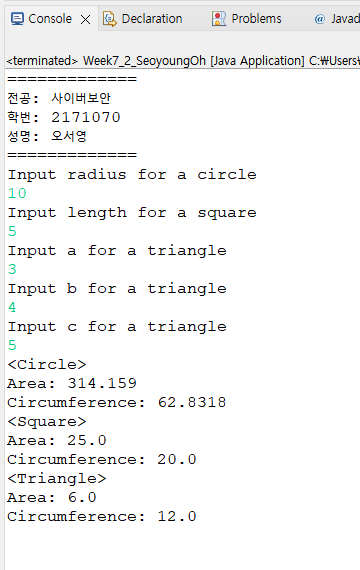 Console Declaration Problems Javad
<terminated> Week7_2_SeoyoungOh [Java Application] C:₩Users₩
=============
전공: 사이버보안
학번: 2171070
성명: 오서영
=============
Input radius for a circle
10
Input length for a square
5
Input a for a triangle
3
Input b for a triangle
4
Input c for a triangle
5
<Circle>
Area: 314.159
Circumference: 62.8318
<Square>
Area: 25.0
Circumference: 20.0
<Triangle>
Area: 6.0
Circumference: 12.0